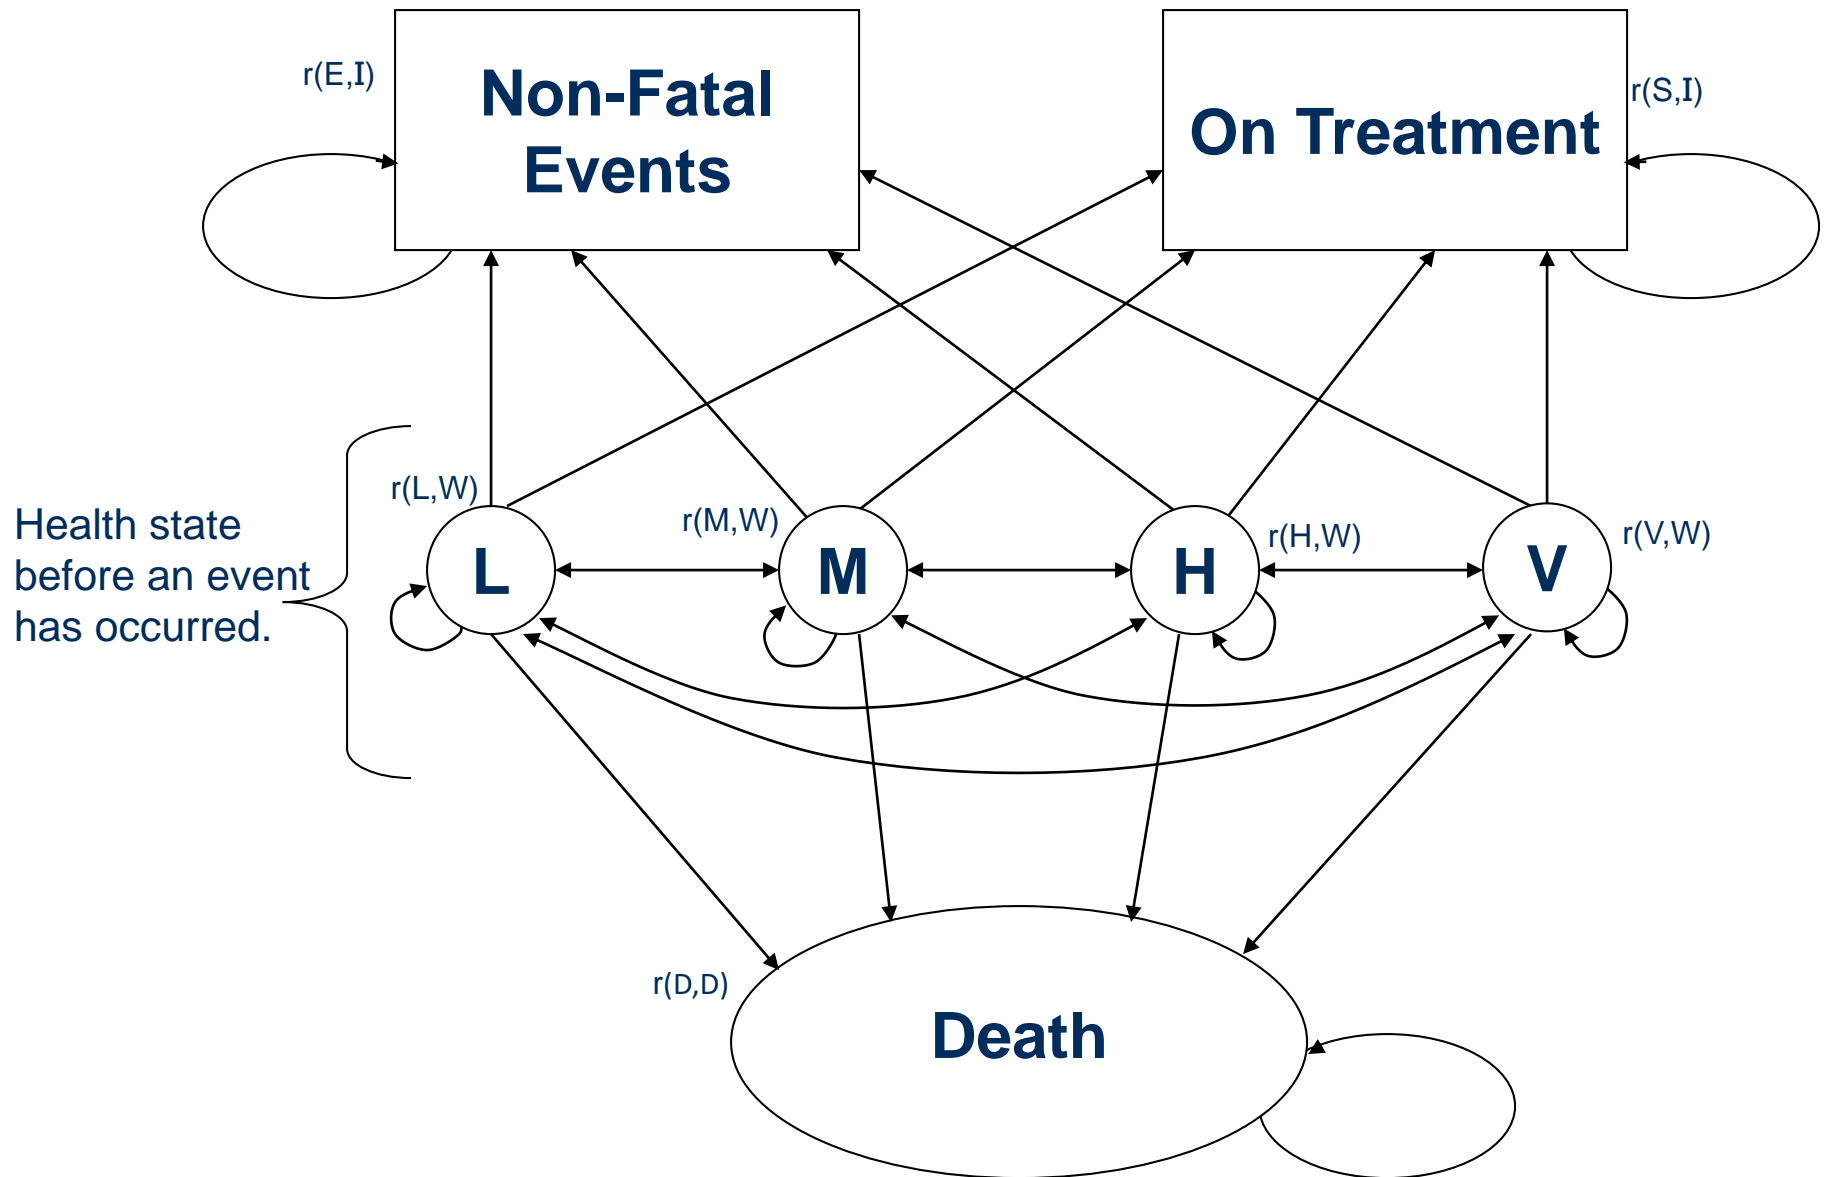 r(E,I)
Non-Fatal
Events
On Treatment
r(S,I)
r(L,W)
r(M,W)
r(H,W)
r(V,W)
Health state
before an event
has occurred.
L
M
H
V
r(D,D)
Death